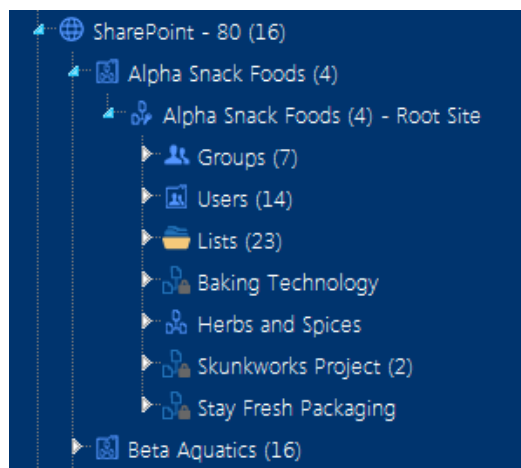 SharePoint - 80 (16)
Alpha Snack Foods (4)
Alpha Snack Foods (4) - Root Site
Groups (7)
Users (14)
Lists (23)
Baking Technology
Herbs and Spices
Skunkworks Project (2)
Stay Fresh Packaging
Beta Aquatics (16)